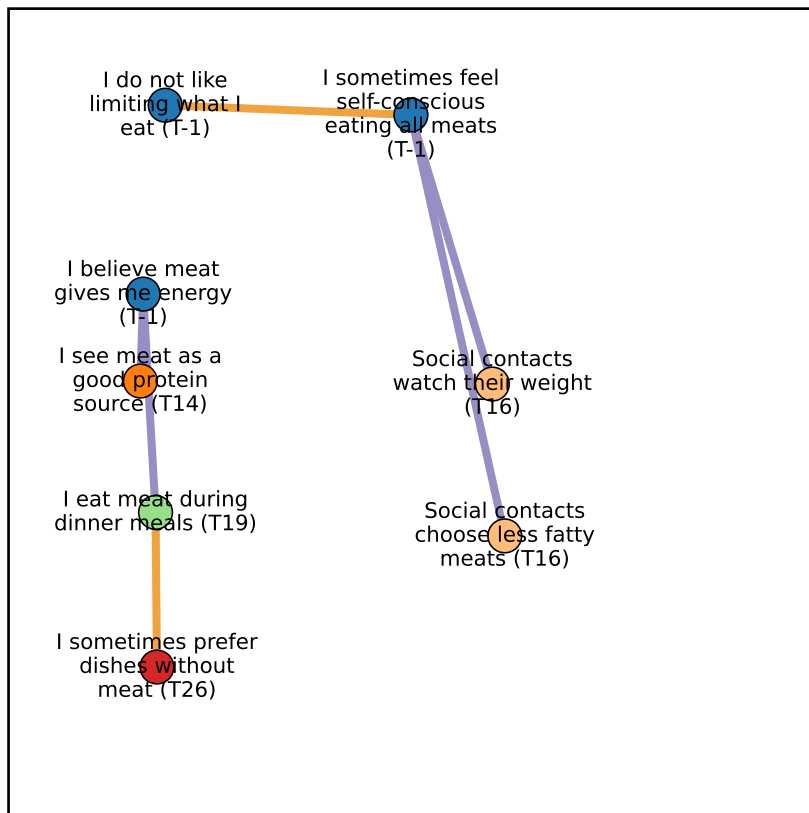 I do not like
limiting what I
eat (T-1)
I sometimes feel
self-conscious
eating all meats
(T-1)
I believe meat
gives me energy
(T-1)
I see meat as a
good protein
source (T14)
Social contacts
watch their weight
(T16)
I eat meat during
dinner meals (T19)
Social contacts
choose less fatty
meats (T16)
I sometimes prefer
dishes without
meat (T26)